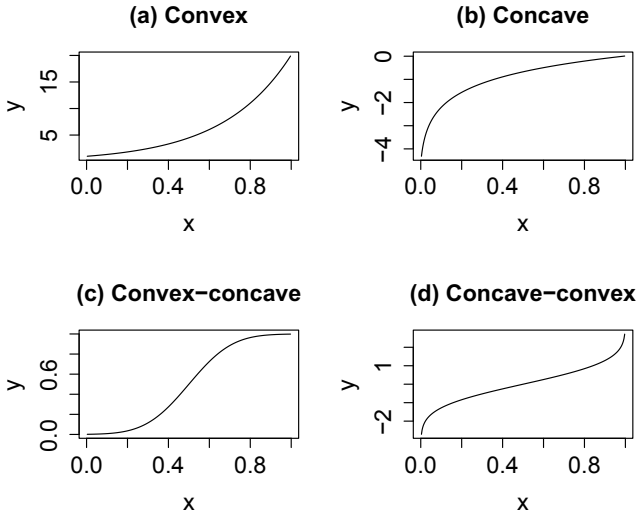 (a) Convex
y
15
5
0.0 0.4 0.8
x
(b) Concave
y
0
−2
−4
0.0 0.4 0.8
x
(c) Convex−concave
y
0.6
0.0
0.0 0.4 0.8
x
(d) Concave−convex
y
1
−2
0.0 0.4 0.8
x